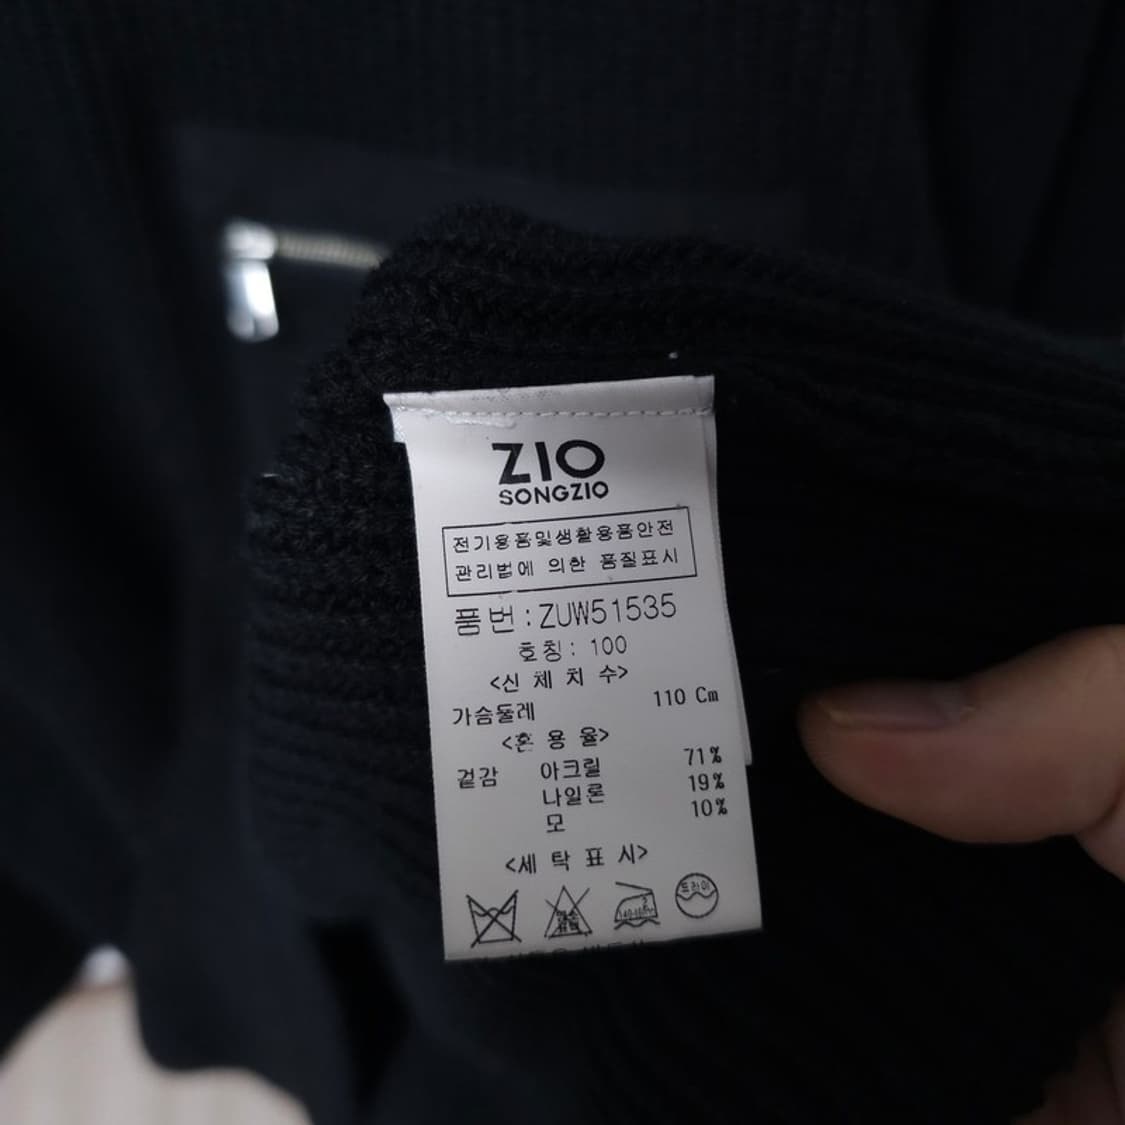 ZIO
SONGZIO
전기용품및생활용품안전
관리법에 의한 품질표시
품번:ZUW51535
호칭: 100
<신 체 치 수>
가슴둘레 110 Cm
<혼 용 율>
겉감 아크릴 71%
나일론 19%
모 10%
<세 탁 표 시>
드라이